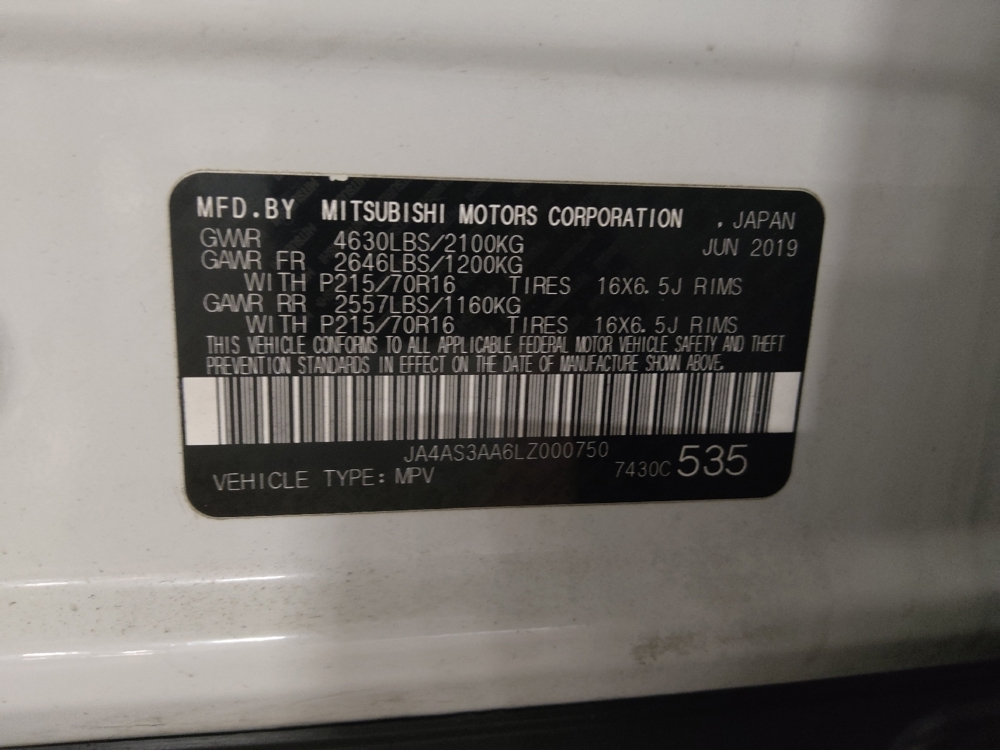 MFD.BY MITSUBISHI MOTORS CORPORATION , JAPAN
GVWR 4630LBS/2100KG JUN 2019
GAWR FR 2646LBS/1200KG
WITH P215/70R16 TIRES 16X6.5J RIMS
GAWR RR 2557LBS/1160KG
WITH P215/70R16 TIRES 16X6.5J RIMS
THIS VEHICLE CONFORMS TO ALL APPLICABLE FEDERAL MOTOR VEHICLE SAFETY AND THEFT
PREVENTION STANDARDS IN EFFECT ON THE DATE OF MANUFACTURE SHOWN ABOVE.
JA4AS3AA6LZ000750
VEHICLE TYPE: MPV 7430C 535